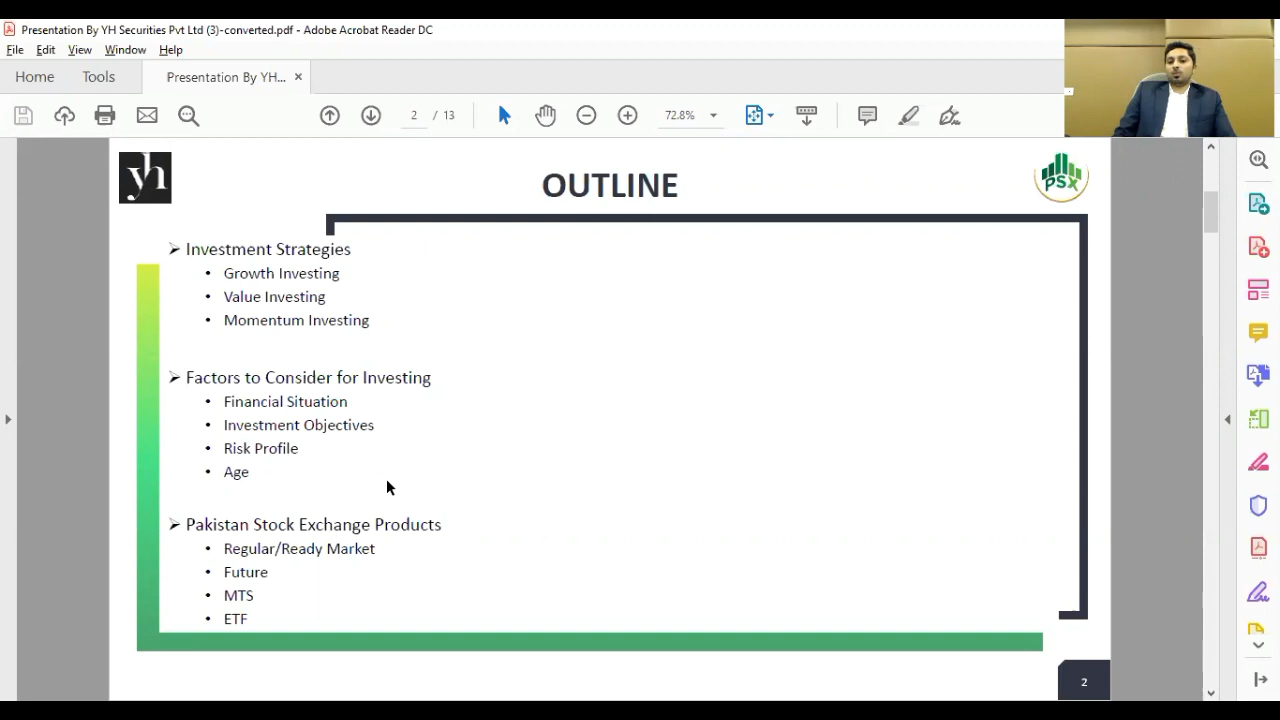 Presentation By YH Securities Pvt Ltd (3)-converted.pdf - Adobe Acrobat Reader DC
File Edit View Window Help
Home Tools Presentation By YH... ×
2 / 13 72.8%
yh
OUTLINE
PSX
➢ Investment Strategies
• Growth Investing
• Value Investing
• Momentum Investing
➢ Factors to Consider for Investing
• Financial Situation
• Investment Objectives
• Risk Profile
• Age
➢ Pakistan Stock Exchange Products
• Regular/Ready Market
• Future
• MTS
• ETF
2